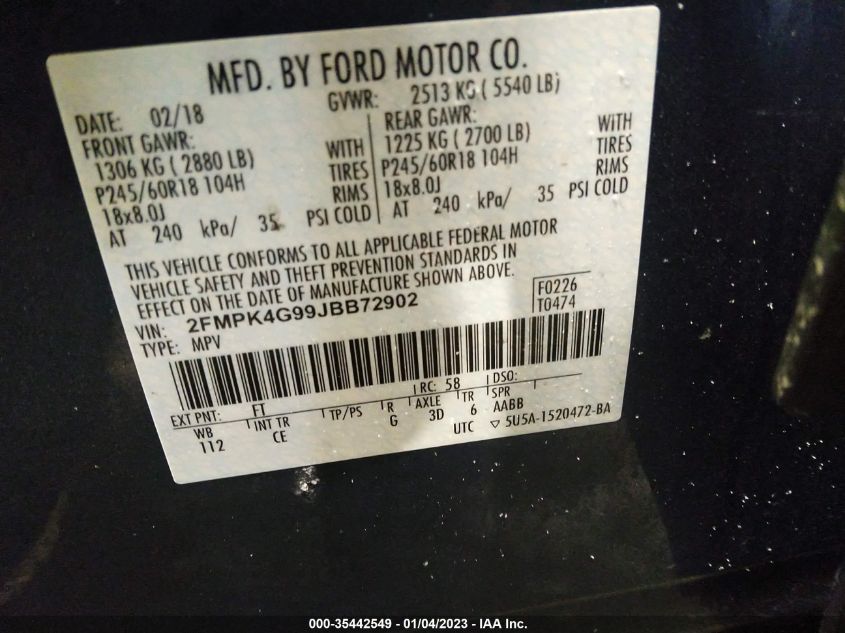 MFD. BY FORD MOTOR CO.
DATE: 02/18 GVWR: 2513 KG ( 5540 LB)
FRONT GAWR: REAR GAWR:
1306 KG ( 2880 LB) WITH 1225 KG ( 2700 LB) WITH
P245/60R18 104H TIRES P245/60R18 104H TIRES
18x8.0J RIMS 18x8.0J RIMS
AT 240 kPa/ 35 PSI COLD AT 240 kPa/ 35 PSI COLD
THIS VEHICLE CONFORMS TO ALL APPLICABLE FEDERAL MOTOR
VEHICLE SAFETY AND THEFT PREVENTION STANDARDS IN
EFFECT ON THE DATE OF MANUFACTURE SHOWN ABOVE.
VIN: 2FMPK4G99JBB72902 F0226
TYPE: MPV T0474
EXT PNT: FT RC: 58 DSO:
WB INT TR TP/PS R AXLE TR SPR
112 CE G 3D 6 AABB
UTC ▽ 5U5A-1520472-BA
000-35442549 - 01/04/2023 - IAA Inc.